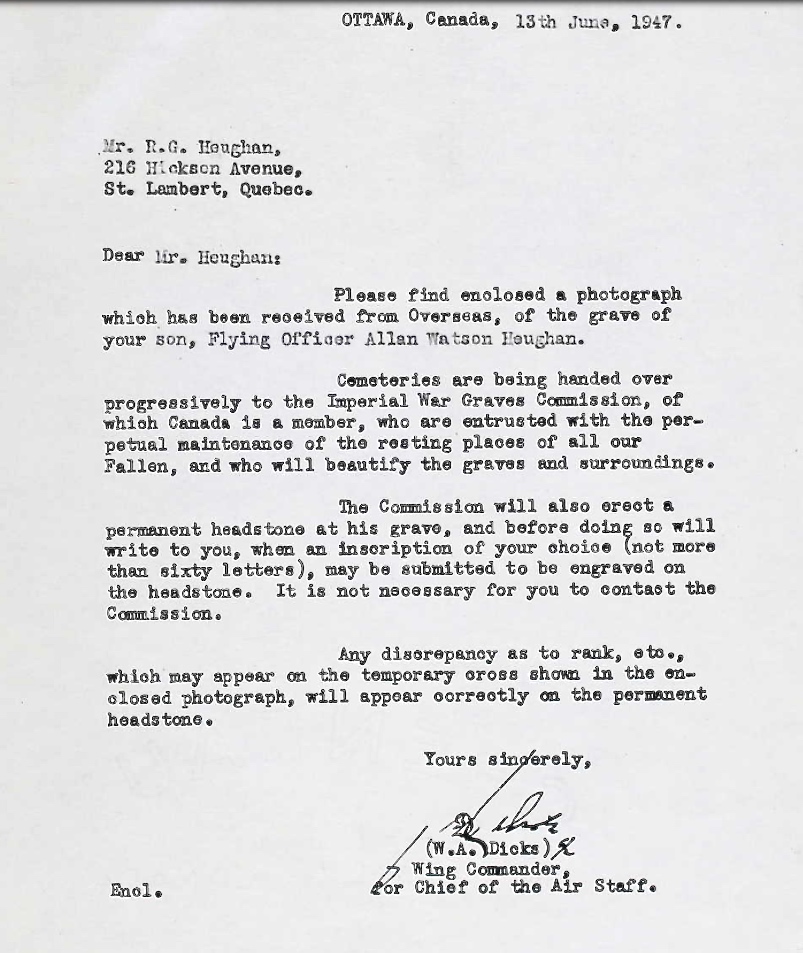 OTTAWA, Canada, 13th June, 1947.
Mr. R.G. Heughan,
216 Hickson Avenue,
St. Lambert, Quebec.
Dear Mr. Heughan:
Please find enclosed a photograph
which has been received from Overseas, of the grave of
your son, Flying Officer Allan Watson Heughan.
Cemeteries are being handed over
progressively to the Imperial War Graves Commission, of
which Canada is a member, who are entrusted with the per-
petual maintenance of the resting places of all our
Fallen, and who will beautify the graves and surroundings.
The Commission will also erect a
permanent headstone at his grave, and before doing so will
write to you, when an inscription of your choice (not more
than sixty letters), may be submitted to be engraved on
the headstone. It is not necessary for you to contact the
Commission.
Any discrepancy as to rank, etc.,
which may appear on the temporary cross shown in the en-
closed photograph, will appear correctly on the permanent
headstone.
Yours sincerely,
(W.A. Dicks)
Wing Commander,
for Chief of the Air Staff.
Encl.